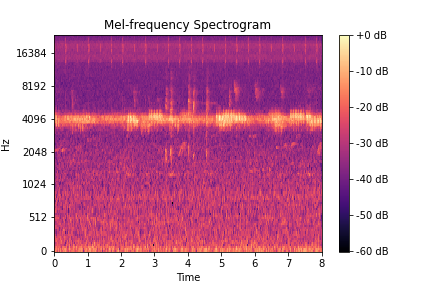 Mel-frequency Spectrogram
Hz
16384
8192
4096
2048
1024
512
0
0 1 2 3 4 5 6 7 8
Time
+0 dB
-10 dB
-20 dB
-30 dB
-40 dB
-50 dB
-60 dB